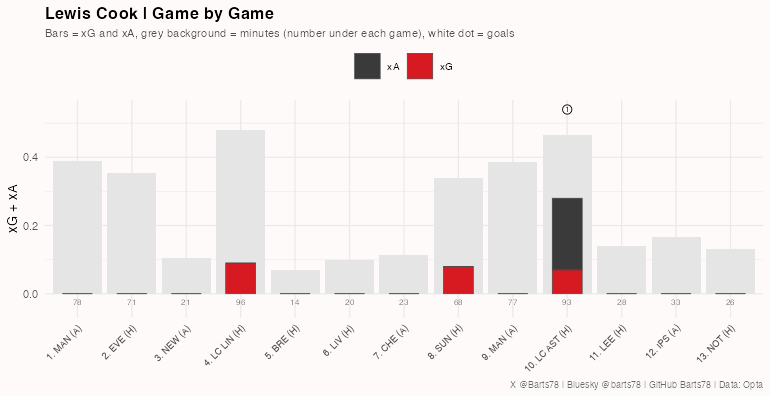 Lewis Cook | Game by Game
Bars = xG and xA, grey background = minutes (number under each game), white dot = goals
xA xG
1
xG + xA
0.4
0.2
0.0
78 71 21 96 14 20 23 68 77 93 28 33 26
1. MAN (A) 2. EVE (H) 3. NEW (A) 4. LC LIN (H) 5. BRE (H) 6. LIV (H) 7. CHE (A) 8. SUN (H) 9. MAN (A) 10. LC AST (H) 11. LEE (H) 12. IPS (A) 13. NOT (H)
X @Barts78 | Bluesky @barts78 | GitHub Barts78 | Data: Opta